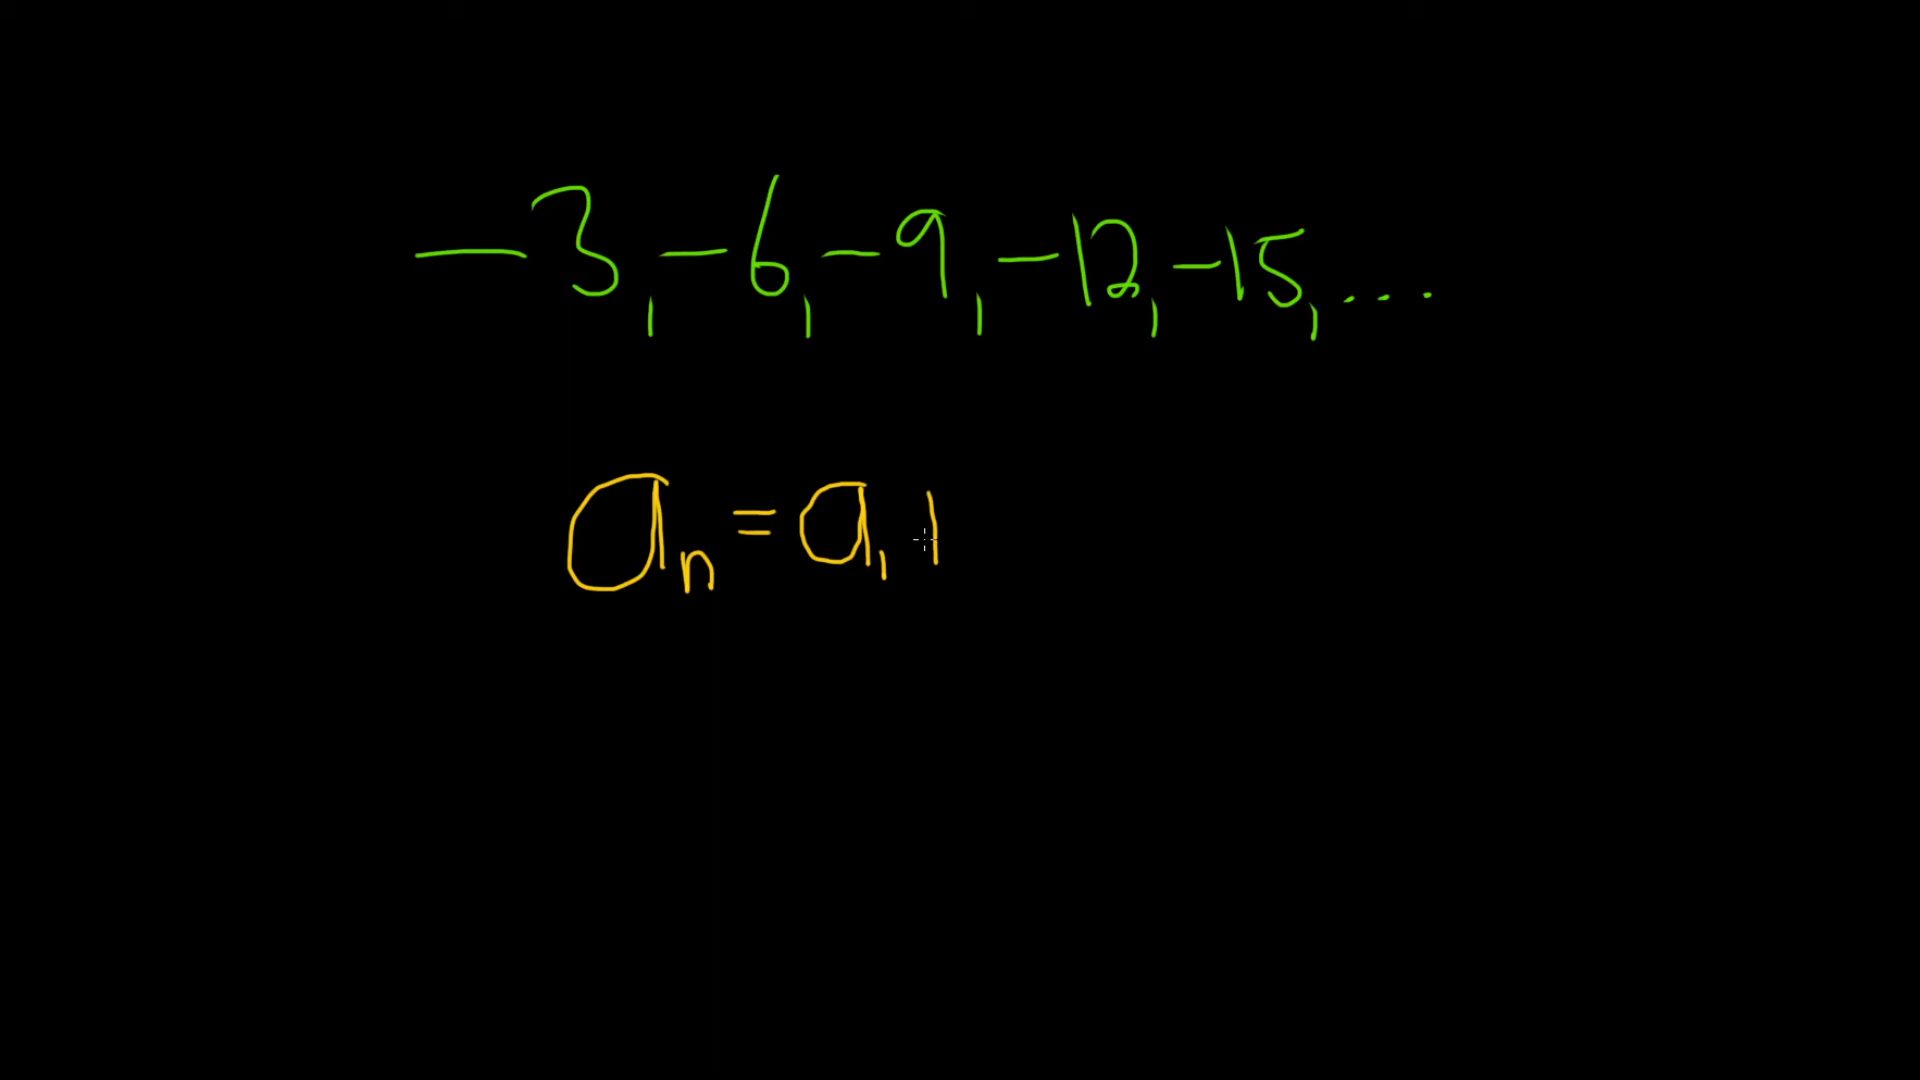 -3, -6, -9, -12, -15, ...
aₙ = a₁ +